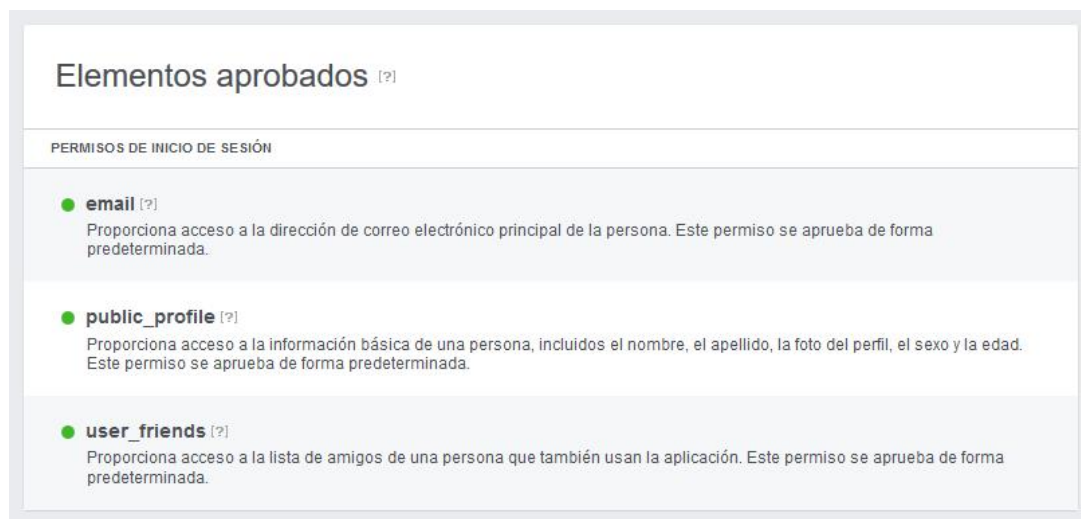 Elementos aprobados [?]
PERMISOS DE INICIO DE SESIÓN
email [?]
Proporciona acceso a la dirección de correo electrónico principal de la persona. Este permiso se aprueba de forma
predeterminada.
public_profile [?]
Proporciona acceso a la información básica de una persona, incluidos el nombre, el apellido, la foto del perfil, el sexo y la edad.
Este permiso se aprueba de forma predeterminada.
user_friends [?]
Proporciona acceso a la lista de amigos de una persona que también usan la aplicación. Este permiso se aprueba de forma
predeterminada.